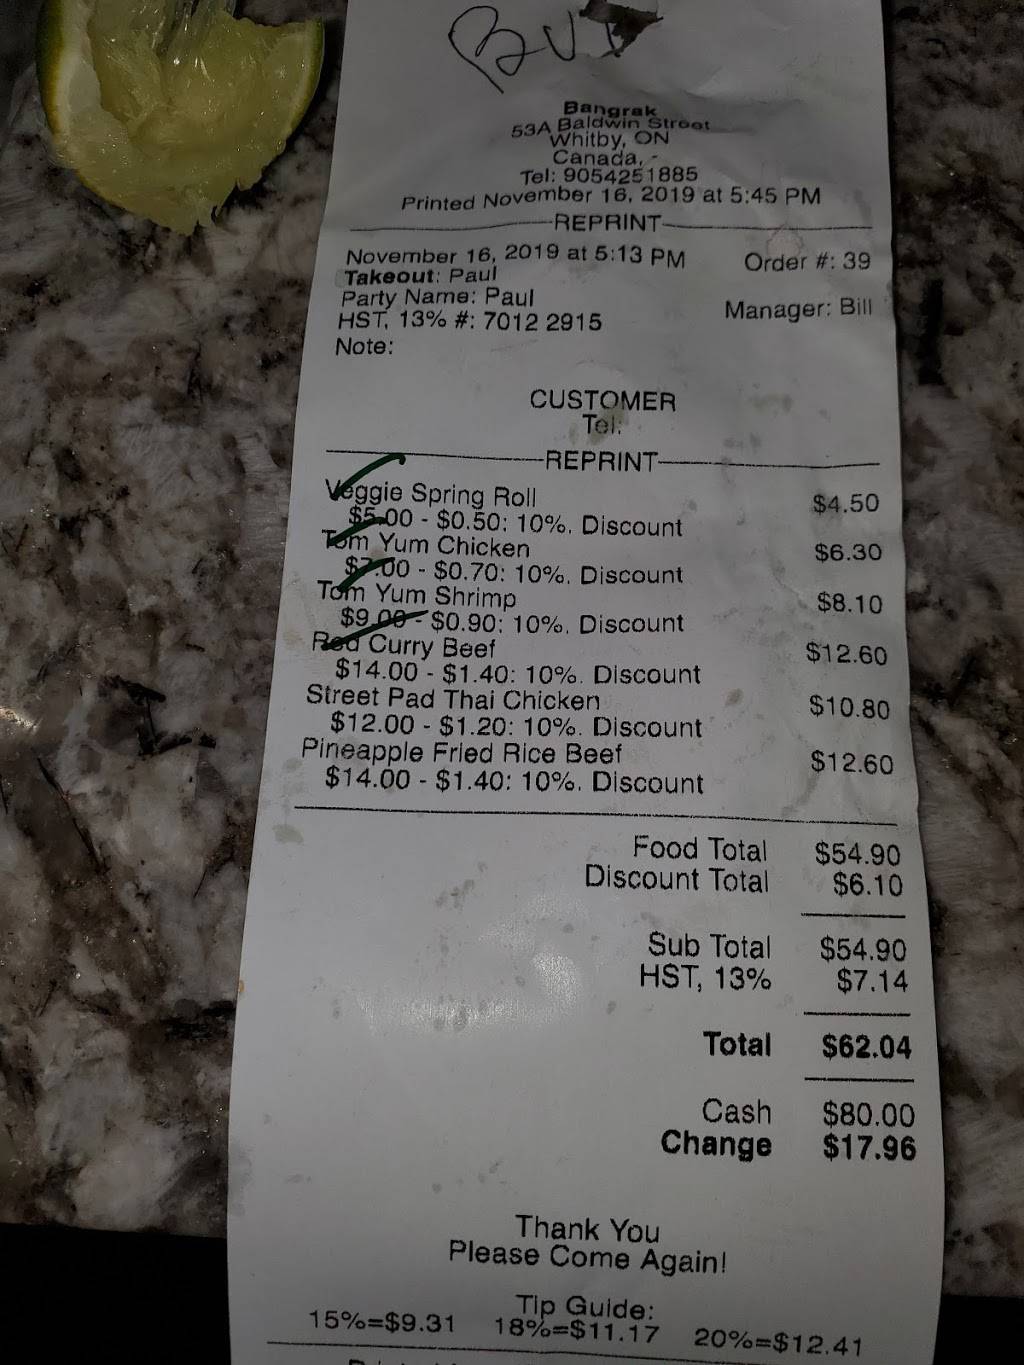 Bangrak
53A Baldwin Street
Whitby, ON
Canada, -
Tel: 9054251885
Printed November 16, 2019 at 5:45 PM
REPRINT
November 16, 2019 at 5:13 PM Order #: 39
Takeout: Paul
Party Name: Paul Manager: Bill
HST, 13% #: 7012 2915
Note:
CUSTOMER
Tel:
REPRINT
Veggie Spring Roll $4.50
$5.00 - $0.50: 10%. Discount
Tom Yum Chicken $6.30
$7.00 - $0.70: 10%. Discount
Tom Yum Shrimp $8.10
$9.00 - $0.90: 10%. Discount
Red Curry Beef $12.60
$14.00 - $1.40: 10%. Discount
Street Pad Thai Chicken $10.80
$12.00 - $1.20: 10%. Discount
Pineapple Fried Rice Beef $12.60
$14.00 - $1.40: 10%. Discount
Food Total $54.90
Discount Total $6.10
Sub Total $54.90
HST, 13% $7.14
Total $62.04
Cash $80.00
Change $17.96
Thank You
Please Come Again!
Tip Guide:
15%=$9.31 18%=$11.17 20%=$12.41